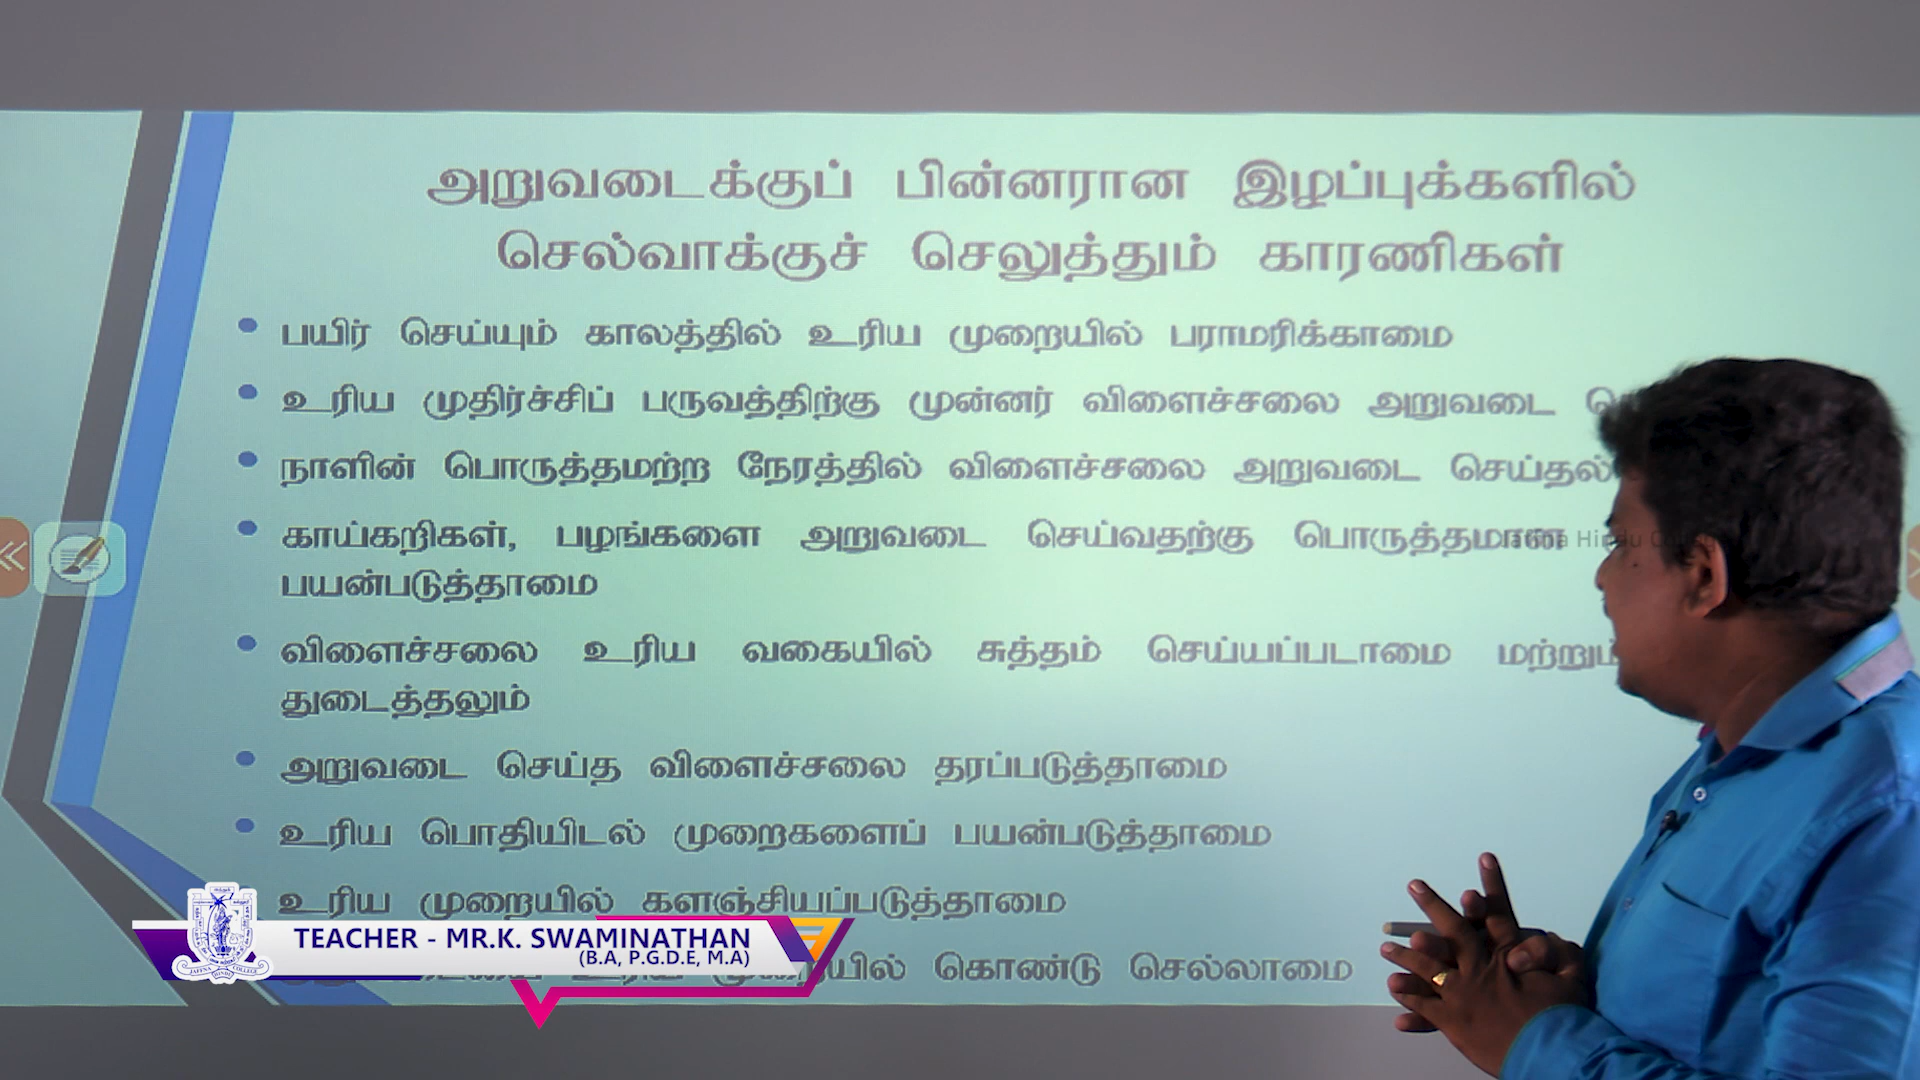 அறுவடைக்குப் பின்னரான இழப்புக்களில்
செல்வாக்குச் செலுத்தும் காரணிகள்
• பயிர் செய்யும் காலத்தில் உரிய முறையில் பராமரிக்காமை
• உரிய முதிர்ச்சிப் பருவத்திற்கு முன்னர் விளைச்சலை அறுவடை
• நாளின் பொருத்தமற்ற நேரத்தில் விளைச்சலை அறுவடை செய்தல்
• காய்கறிகள், பழங்களை அறுவடை செய்வதற்கு பொருத்தமான
பயன்படுத்தாமை
• விளைச்சலை உரிய வகையில் சுத்தம் செய்யப்படாமை மற்றும்
துடைத்தலும்
• அறுவடை செய்த விளைச்சலை தரப்படுத்தாமை
• உரிய பொதியிடல் முறைகளைப் பயன்படுத்தாமை
உரிய முறையில் களஞ்சியப்படுத்தாமை
TEACHER - MR.K. SWAMINATHAN
(B.A, P.G.D.E, M.A)
உரிய முறையில் கொண்டு செல்லாமை